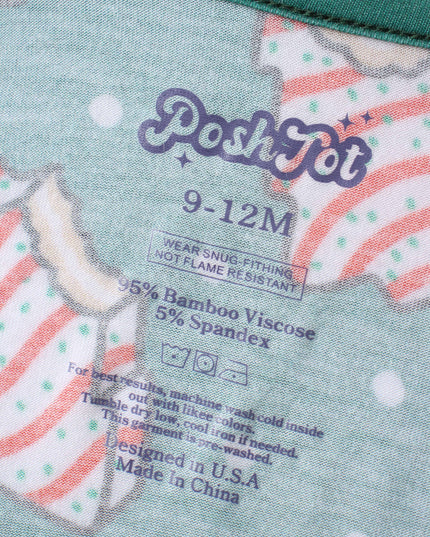 PoshTot
9-12M
WEAR SNUG-FITHING
NOT FLAME RESISTANT
95% Bamboo Viscose
5% Spandex
For best results, machine wash cold inside
out with likee colors.
Tumble dry low, cool iron if needed.
This garment is pre-washed.
Designed in U.S.A
Made In China